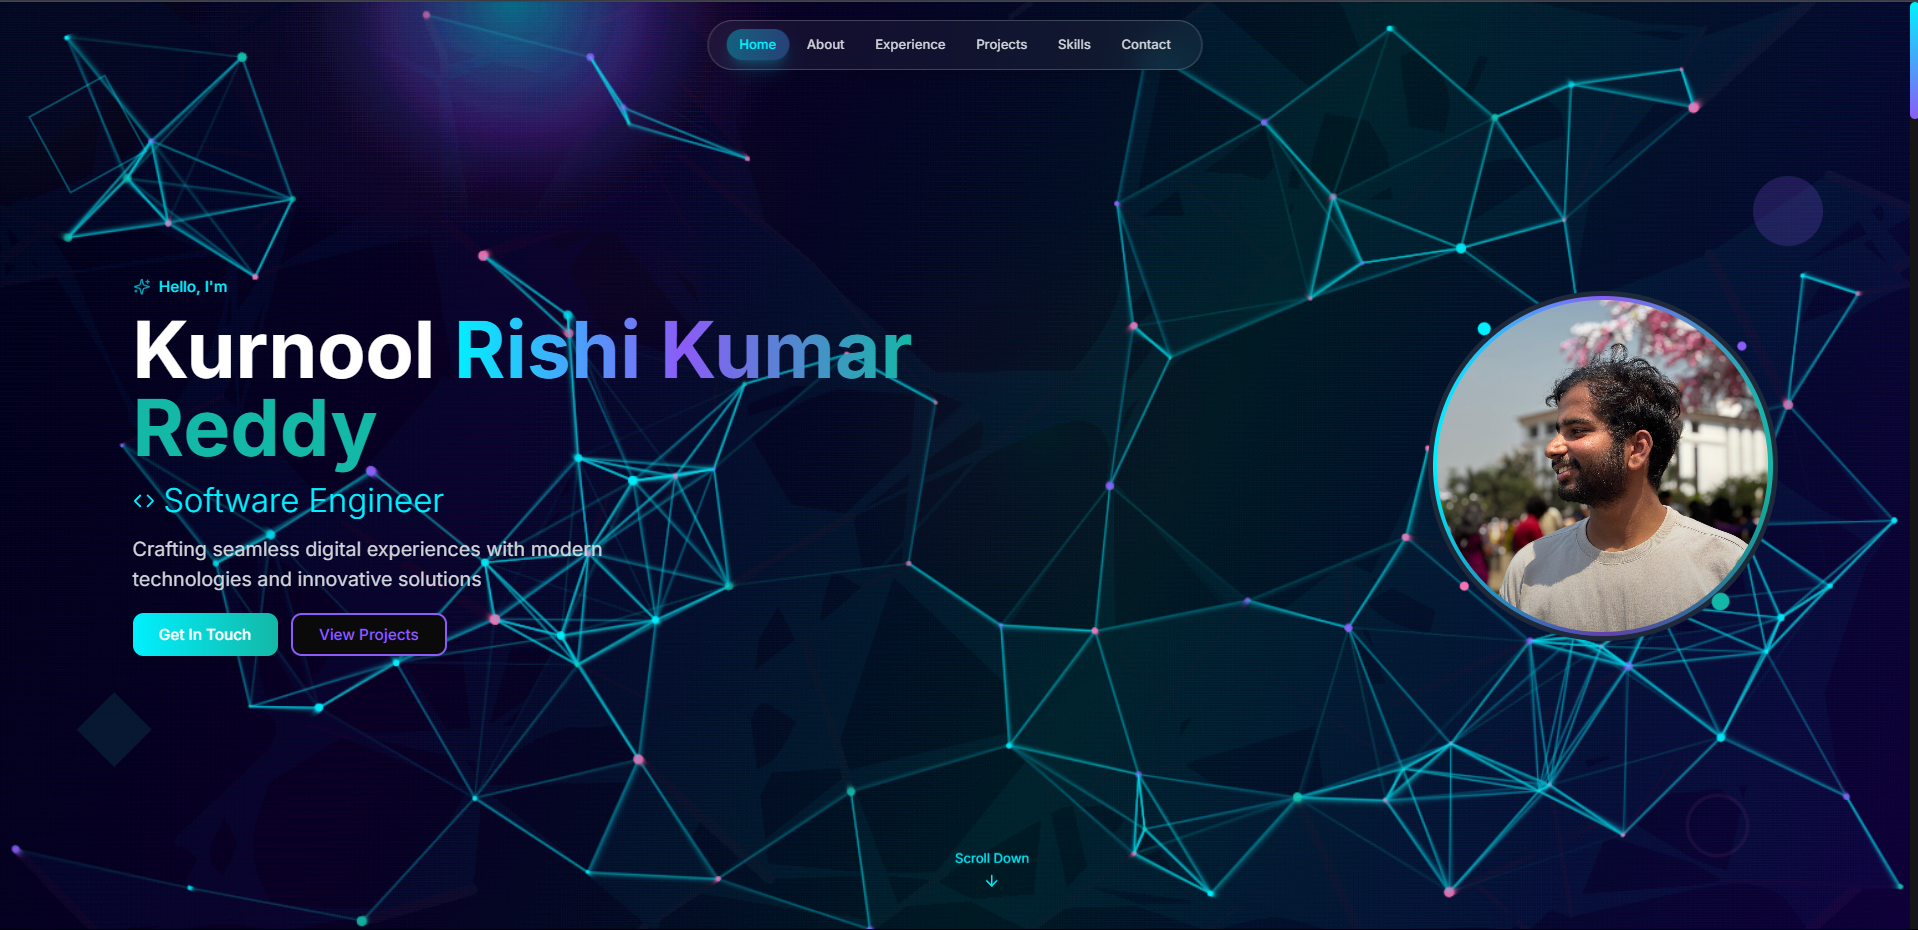 Home About Experience Projects Skills Contact
Hello, I'm
Kurnool Rishi Kumar
Reddy
Software Engineer
Crafting seamless digital experiences with modern
technologies and innovative solutions
Get In Touch View Projects
Scroll Down